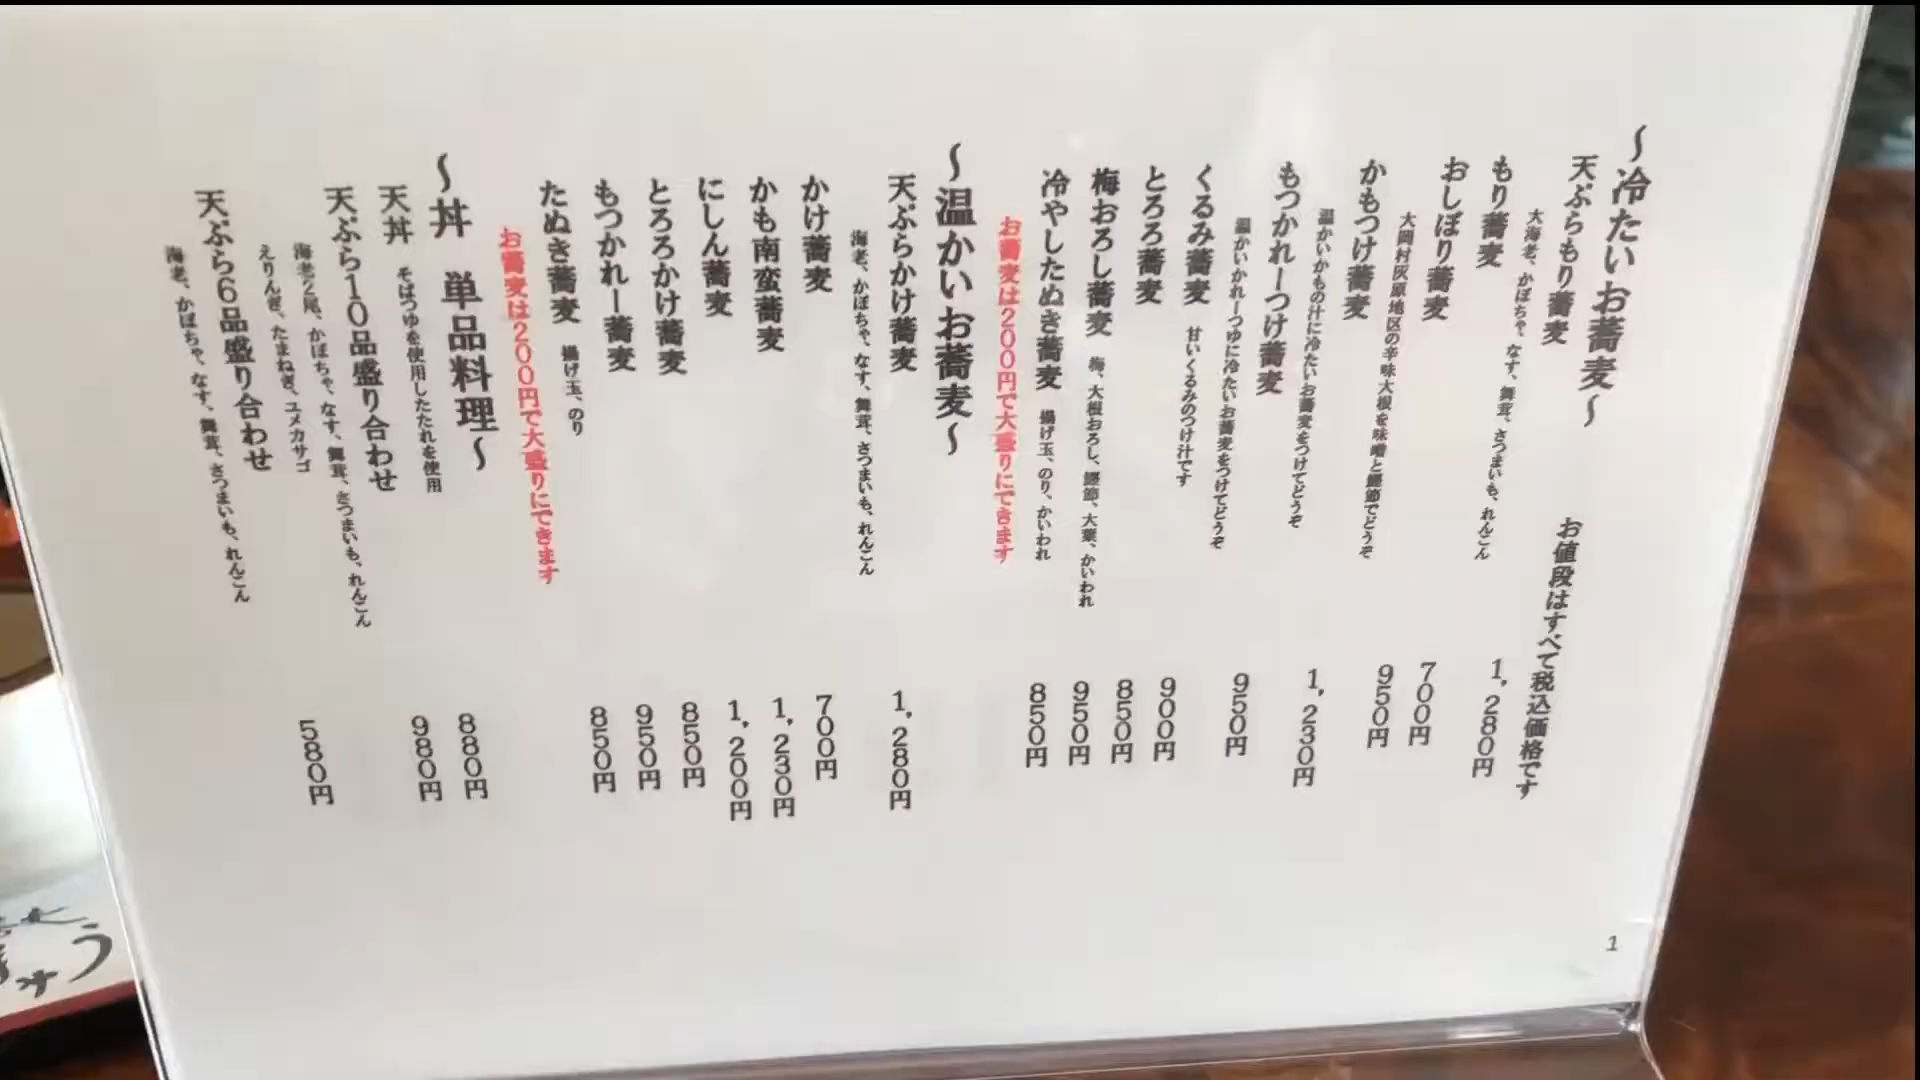 ～冷たいお蕎麦～
お値段はすべて税込価格です
天ぷらもり蕎麦
大海老、かぼちゃ、なす、舞茸、さつまいも、れんこん
1,280円
もり蕎麦
700円
おしぼり蕎麦
大岡村灰原地区の辛味大根を味噌と鰹節でどうぞ
950円
かもつけ蕎麦
温かいかもの汁に冷たいお蕎麦をつけてどうぞ
1,230円
もつかれーつけ蕎麦
温かいかれーつゆに冷たいお蕎麦をつけてどうぞ
950円
くるみ蕎麦 甘いくるみのつけ汁です
900円
とろろ蕎麦
850円
梅おろし蕎麦 梅、大根おろし、鰹節、大葉、かいわれ
950円
冷やしたぬき蕎麦 揚げ玉、のり、かいわれ
850円
お蕎麦は200円で大盛りにできます
～温かいお蕎麦～
天ぷらかけ蕎麦
海老、かぼちゃ、なす、舞茸、さつまいも、れんこん
1,280円
かけ蕎麦
700円
かも南蛮蕎麦
1,230円
にしん蕎麦
1,200円
とろろかけ蕎麦
850円
もつかれー蕎麦
950円
たぬき蕎麦 揚げ玉、のり
850円
お蕎麦は200円で大盛りにできます
～丼 単品料理～
天丼 そばつゆを使用したたれを使用
880円
天ぷら10品盛り合わせ
海老2尾、かぼちゃ、なす、舞茸、さつまいも、れんこん
えりんぎ、たまねぎ、ユメカサゴ
980円
天ぷら6品盛り合わせ
海老、かぼちゃ、なす、舞茸、さつまいも、れんこん
580円
1